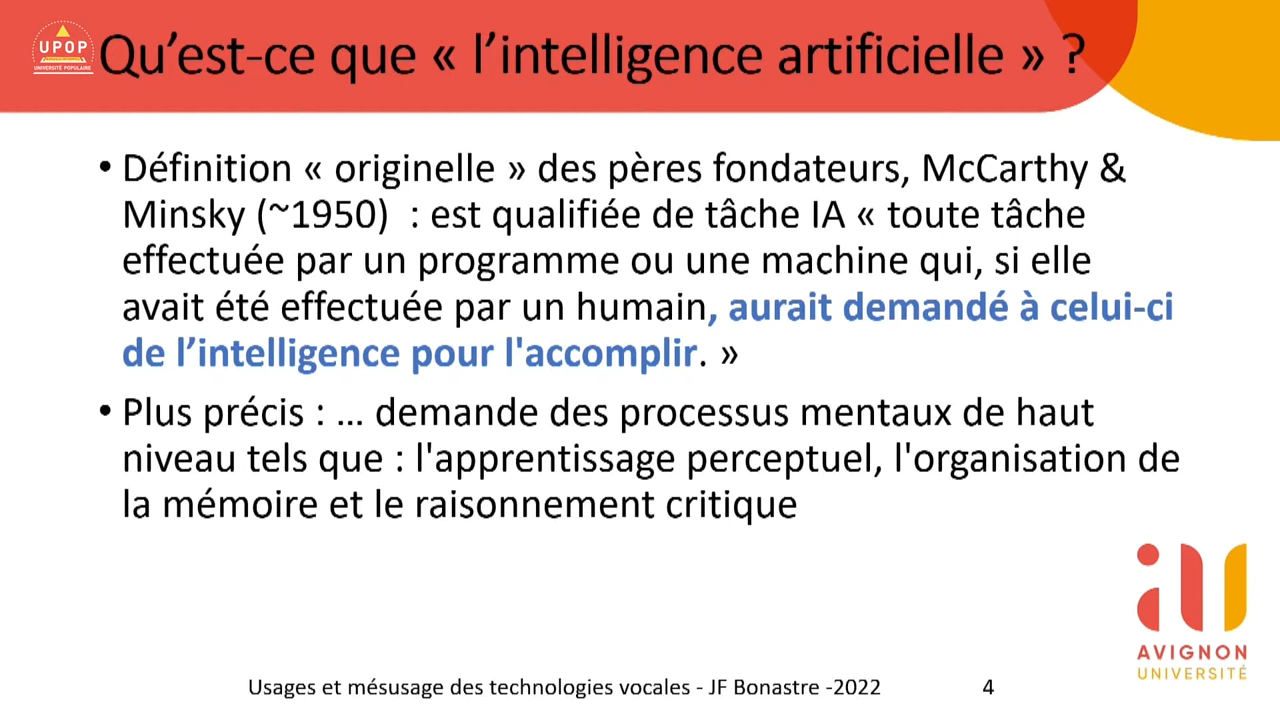 UPOP
UNIVERSITÉ POPULAIRE
Qu’est-ce que « l’intelligence artificielle » ?
• Définition « originelle » des pères fondateurs, McCarthy &
Minsky (~1950)  : est qualifiée de tâche IA « toute tâche
effectuée par un programme ou une machine qui, si elle
avait été effectuée par un humain, aurait demandé à celui-ci
de l’intelligence pour l'accomplir. »
• Plus précis : … demande des processus mentaux de haut
niveau tels que : l'apprentissage perceptuel, l'organisation de
la mémoire et le raisonnement critique
AVIGNON
UNIVERSITÉ
Usages et mésusage des technologies vocales - JF Bonastre -2022
4